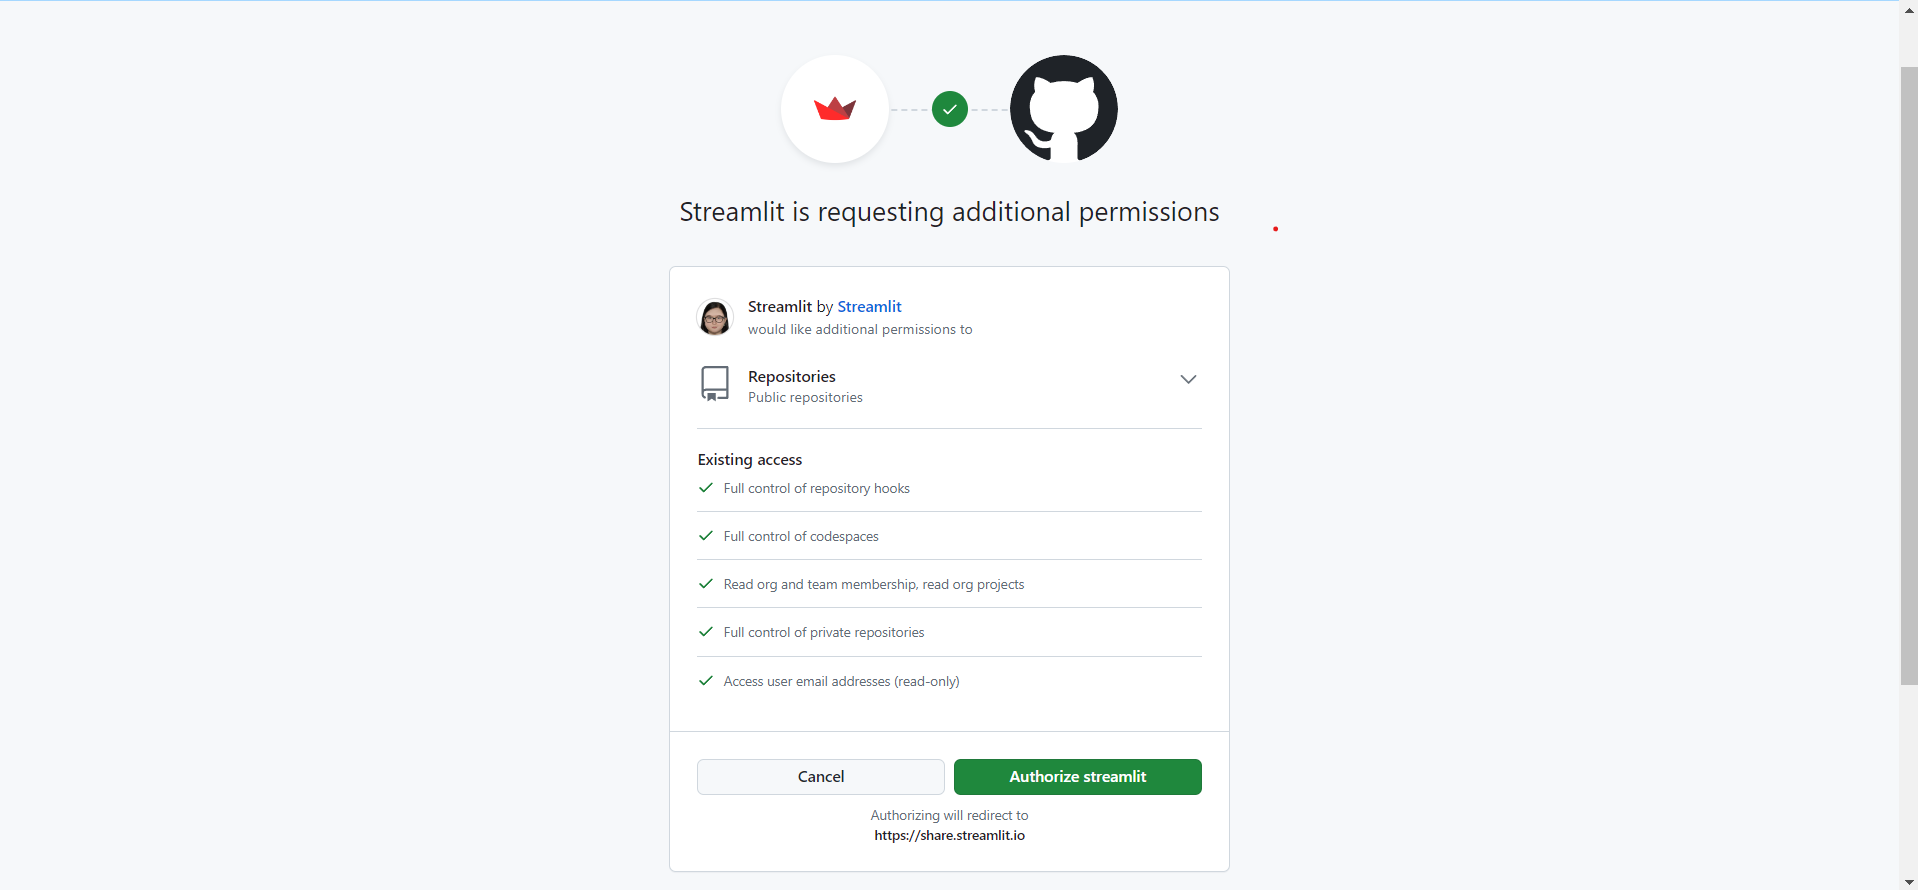 Streamlit is requesting additional permissions
Streamlit by Streamlit
would like additional permissions to
Repositories
Public repositories
Existing access
Full control of repository hooks
Full control of codespaces
Read org and team membership, read org projects
Full control of private repositories
Access user email addresses (read-only)
Cancel
Authorize streamlit
Authorizing will redirect to
https://share.streamlit.io